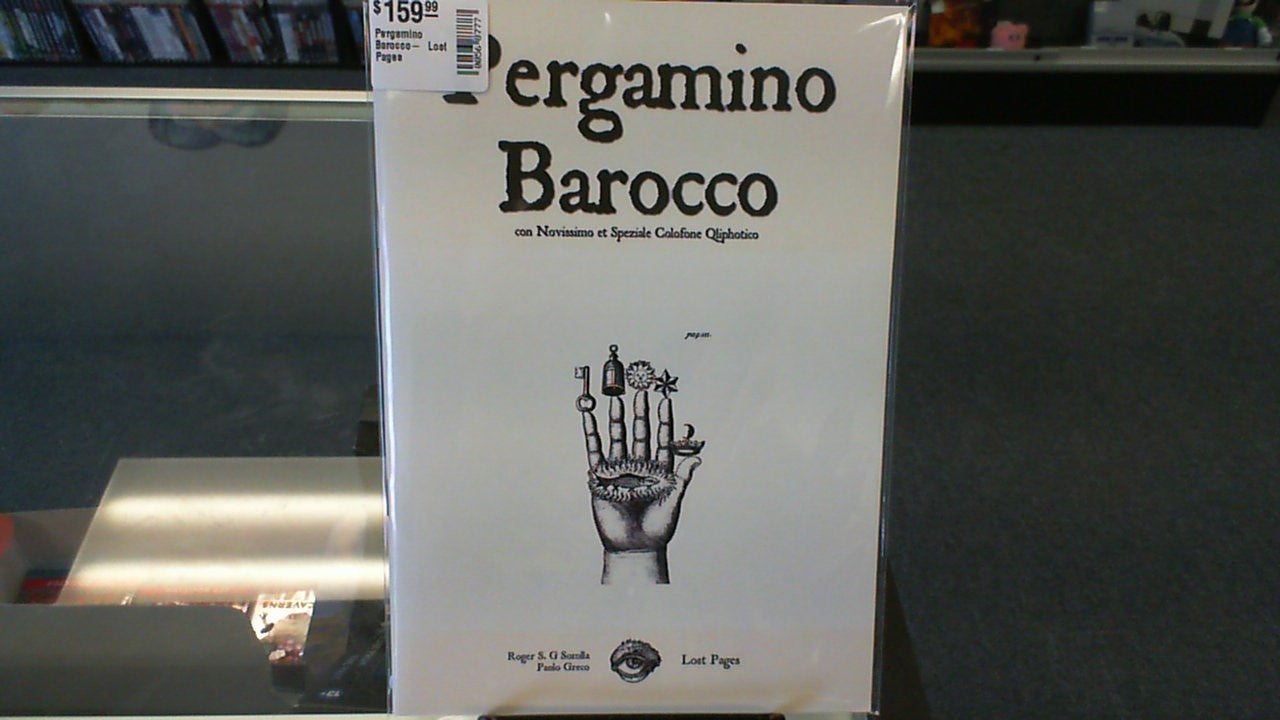 $159.99
Pergamino
Barocco— Lost
Pages
Pergamino
Barocco
con Novissimo et Speziale Colofone Qliphotico
Roger S. G Sorolla
Paolo Greco
Lost Pages
CAVERNS